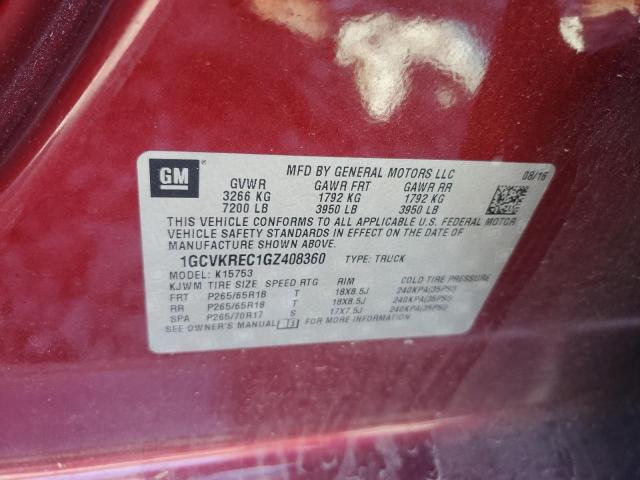 GM
MFD BY GENERAL MOTORS LLC 08/16
GVWR GAWR FRT GAWR RR
3266 KG 1792 KG 1792 KG
7200 LB 3950 LB 3950 LB
THIS VEHICLE CONFORMS TO ALL APPLICABLE U.S. FEDERAL MOTOR
VEHICLE SAFETY STANDARDS IN EFFECT ON THE DATE OF
MANUFACTURE SHOWN ABOVE.
1GCVKREC1GZ408360 TYPE: TRUCK
MODEL: K15753
KJWM TIRE SIZE SPEED RTG RIM COLD TIRE PRESSURE
FRT P265/65R18 T 18X8.5J 240KPA(35PSI)
RR P265/65R18 T 18X8.5J 240KPA(35PSI)
SPA P265/70R17 S 17X7.5J 240KPA(35PSI)
SEE OWNER'S MANUAL FOR MORE INFORMATION.